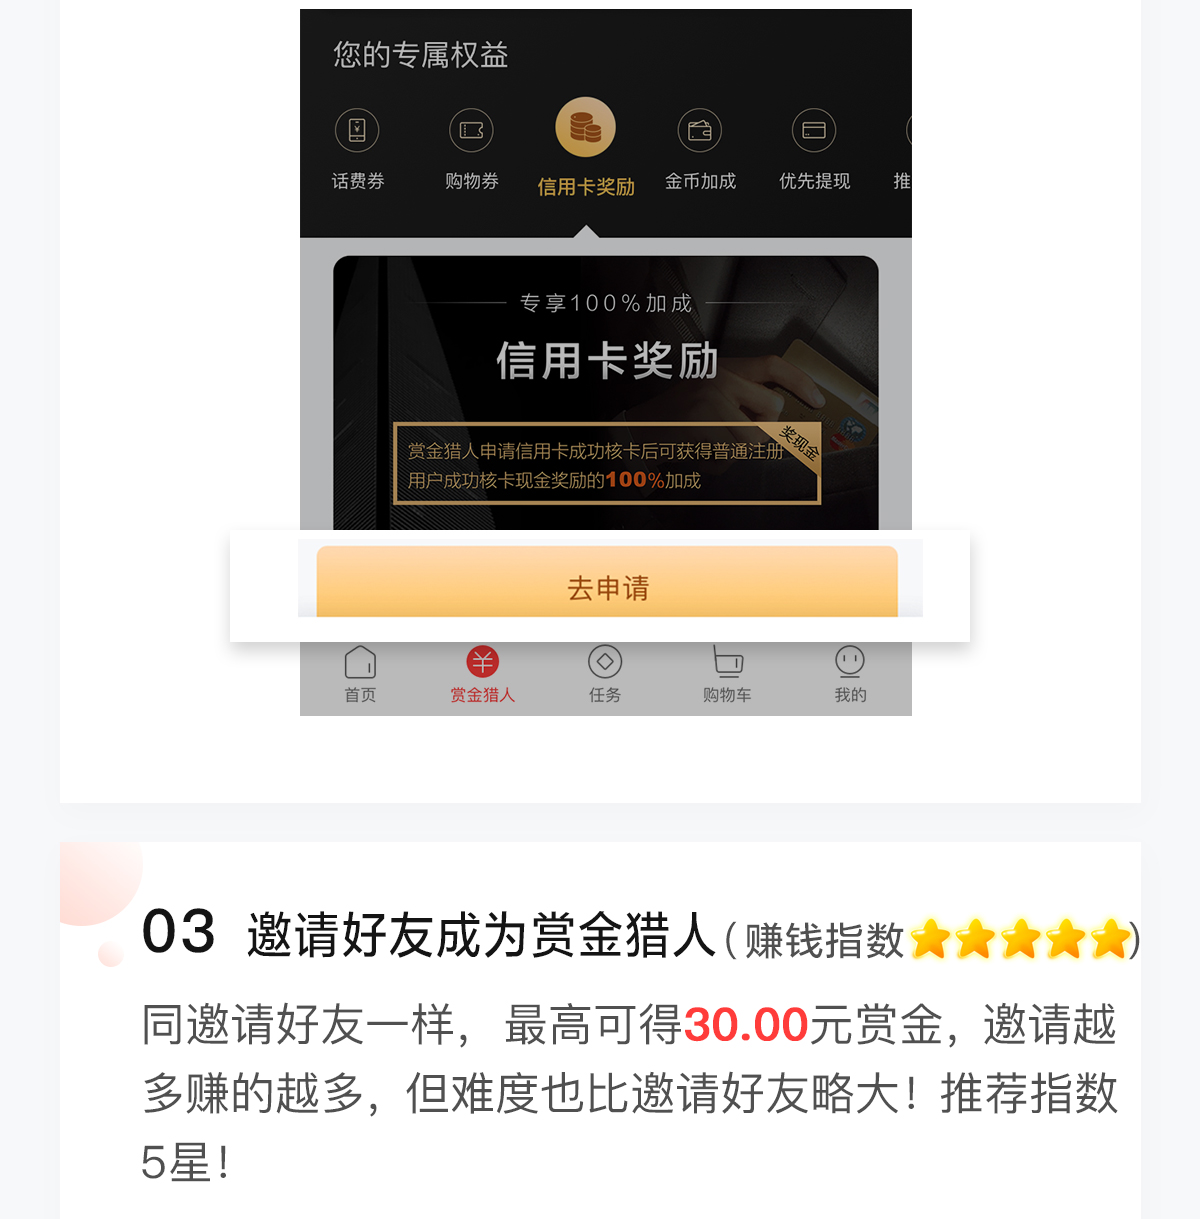 您的专属权益
话费券 购物券 信用卡奖励 金币加成 优先提现 推
专享100%加成
信用卡奖励
奖现金
赏金猎人申请信用卡成功核卡后可获得普通注册
用户成功核卡现金奖励的100%加成
去申请
首页 赏金猎人 任务 购物车 我的
03 邀请好友成为赏金猎人(赚钱指数⭐⭐⭐⭐⭐)
同邀请好友一样，最高可得30.00元赏金，邀请越
多赚的越多，但难度也比邀请好友略大！推荐指数
5星！